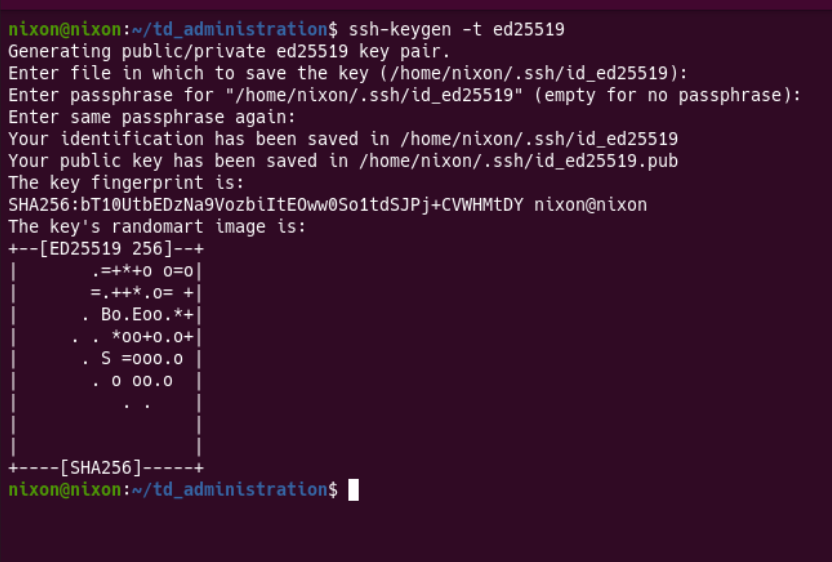 nixon@nixon:~/td_administration$ ssh-keygen -t ed25519
Generating public/private ed25519 key pair.
Enter file in which to save the key (/home/nixon/.ssh/id_ed25519):
Enter passphrase for "/home/nixon/.ssh/id_ed25519" (empty for no passphrase):
Enter same passphrase again:
Your identification has been saved in /home/nixon/.ssh/id_ed25519
Your public key has been saved in /home/nixon/.ssh/id_ed25519.pub
The key fingerprint is:
SHA256:bT10UtbEDzNa9VozbiItEOww0So1tdSJPj+CVWHMtDY nixon@nixon
The key's randomart image is:
+--[ED25519 256]--+
|       .=+*+o o=o|
|       =.++*.o= +|
|      . Bo.Eoo.*+|
|     . . *oo+o.o+|
|      . S =ooo.o |
|       . o oo.o  |
|          . .    |
|                 |
|                 |
+----[SHA256]-----+
nixon@nixon:~/td_administration$